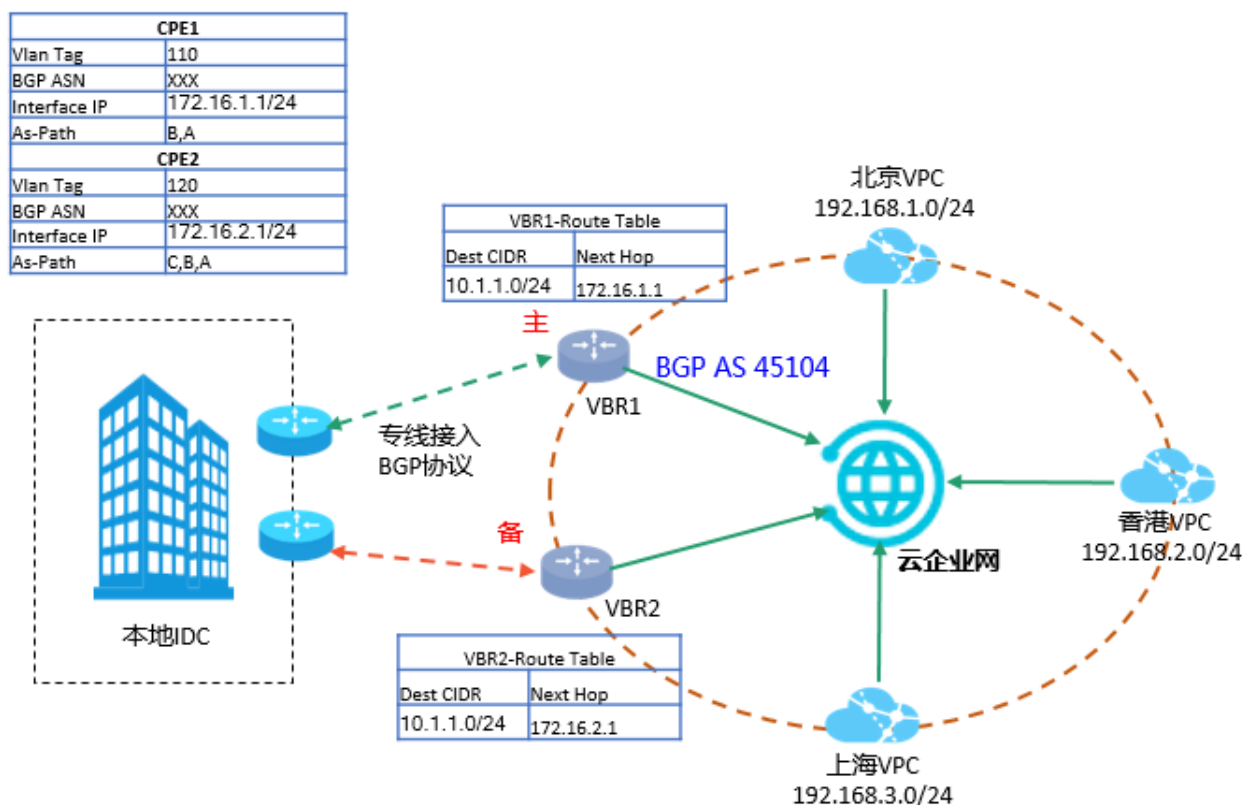 CPE1
Vlan Tag 110
BGP ASN XXX
Interface IP 172.16.1.1/24
As-Path B,A
CPE2
Vlan Tag 120
BGP ASN XXX
Interface IP 172.16.2.1/24
As-Path C,B,A
北京VPC
192.168.1.0/24
VBR1-Route Table
Dest CIDR Next Hop
10.1.1.0/24 172.16.1.1
主
BGP AS 45104
VBR1
专线接入
BGP协议
香港VPC
192.168.2.0/24
备
云企业网
VBR2
本地IDC
VBR2-Route Table
Dest CIDR Next Hop
10.1.1.0/24 172.16.2.1
上海VPC
192.168.3.0/24